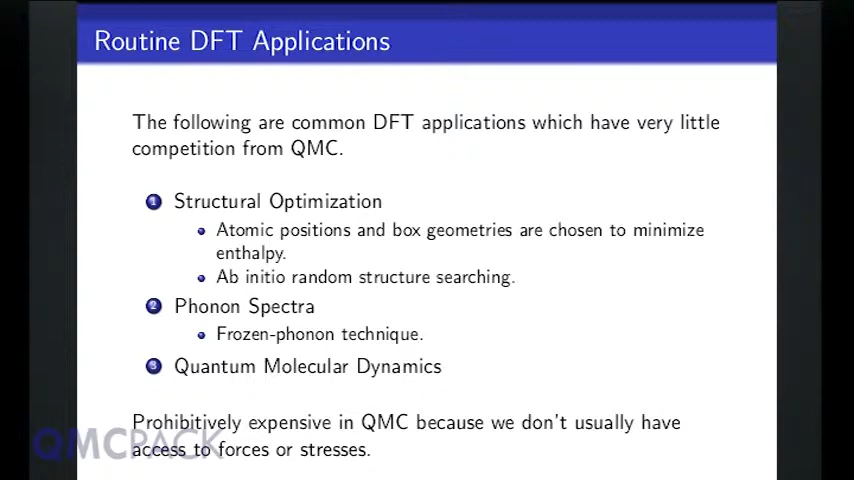 Routine DFT Applications
The following are common DFT applications which have very little
competition from QMC.
1 Structural Optimization
Atomic positions and box geometries are chosen to minimize
enthalpy.
Ab initio random structure searching.
2 Phonon Spectra
Frozen-phonon technique.
3 Quantum Molecular Dynamics
Prohibitively expensive in QMC because we don't usually have
access to forces or stresses.
QMCPACK